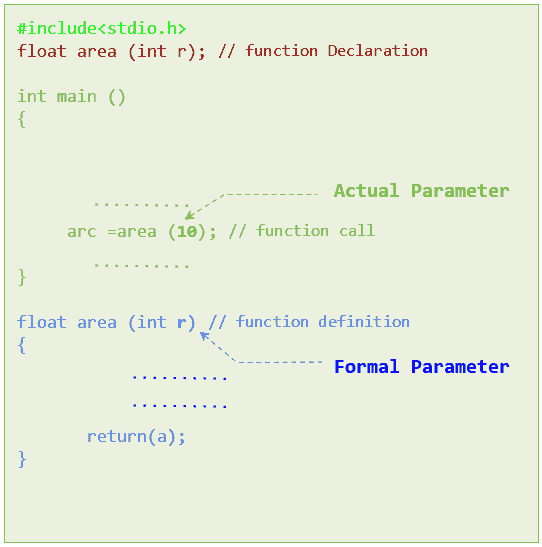 #include<stdio.h>
float area (int r); // function Declaration
int main ()
{
..........
Actual Parameter
arc =area (10); // function call
..........
}
float area (int r) // function definition
{
Formal Parameter
..........
..........
return(a);
}